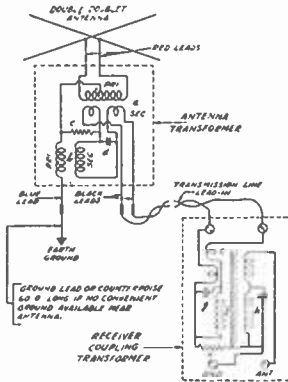 DOUBLE DOUBLET
ANTENNA
RED LEADS
PRI
a
SEC
ANTENNA
TRANSFORMER
C
d
PRI
b
SEC
BLUE
LEAD
BLACK
LEADS
TRANSMISSION LINE
LEAD-IN
EARTH
GROUND
GROUND LEAD OR COUNTERPOISE
60 FT LONG IF NO CONVENIENT
GROUND AVAILABLE NEAR
ANTENNA.
RECEIVER
COUPLING
TRANSFORMER
g
h
ANT